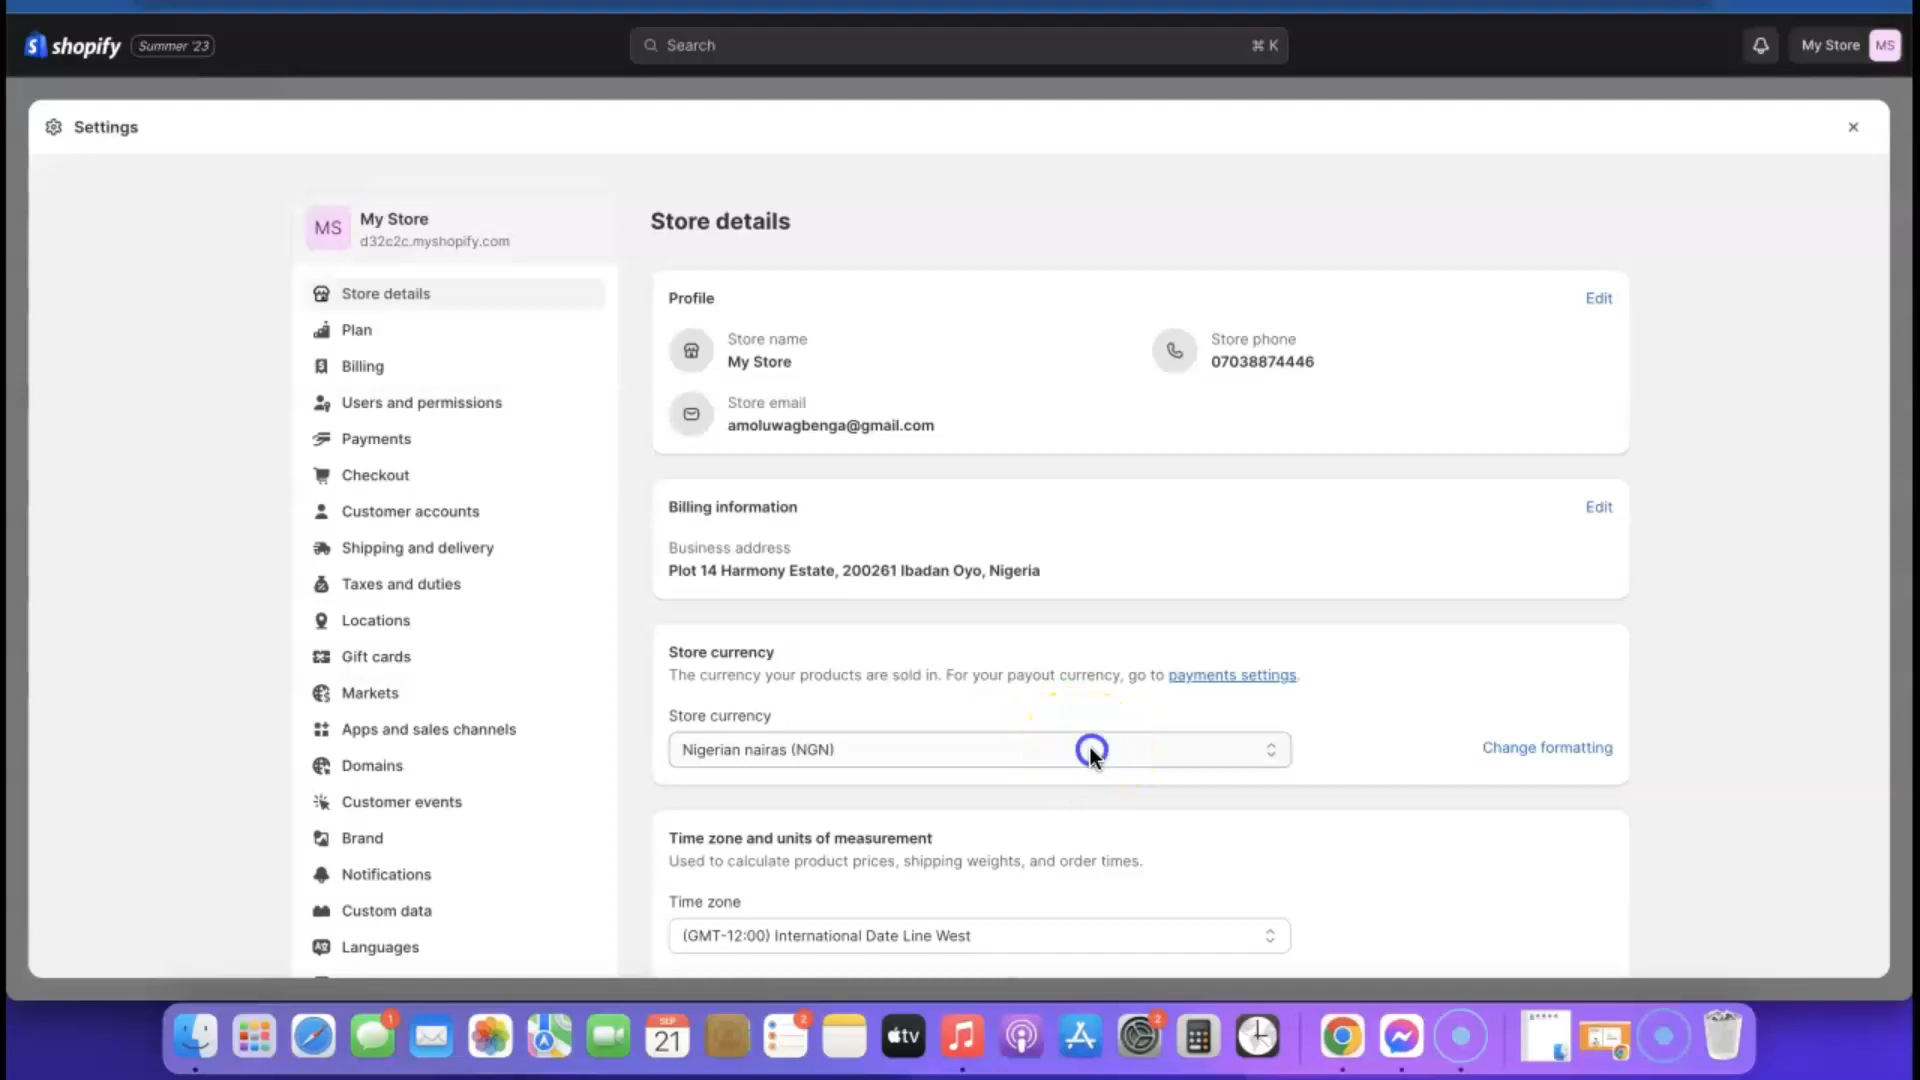 shopify Summer '23
Search
⌘ K
My Store MS
Settings
MS
My Store
d32c2c.myshopify.com
Store details
Plan
Billing
Users and permissions
Payments
Checkout
Customer accounts
Shipping and delivery
Taxes and duties
Locations
Gift cards
Markets
Apps and sales channels
Domains
Customer events
Brand
Notifications
Custom data
Languages
Store details
Profile
Edit
Store name
My Store
Store phone
07038874446
Store email
amoluwagbenga@gmail.com
Billing information
Edit
Business address
Plot 14 Harmony Estate, 200261 Ibadan Oyo, Nigeria
Store currency
The currency your products are sold in. For your payout currency, go to payments settings.
Store currency
Nigerian nairas (NGN)
Change formatting
Time zone and units of measurement
Used to calculate product prices, shipping weights, and order times.
Time zone
(GMT-12:00) International Date Line West
1
SEP
21
2
tv
2